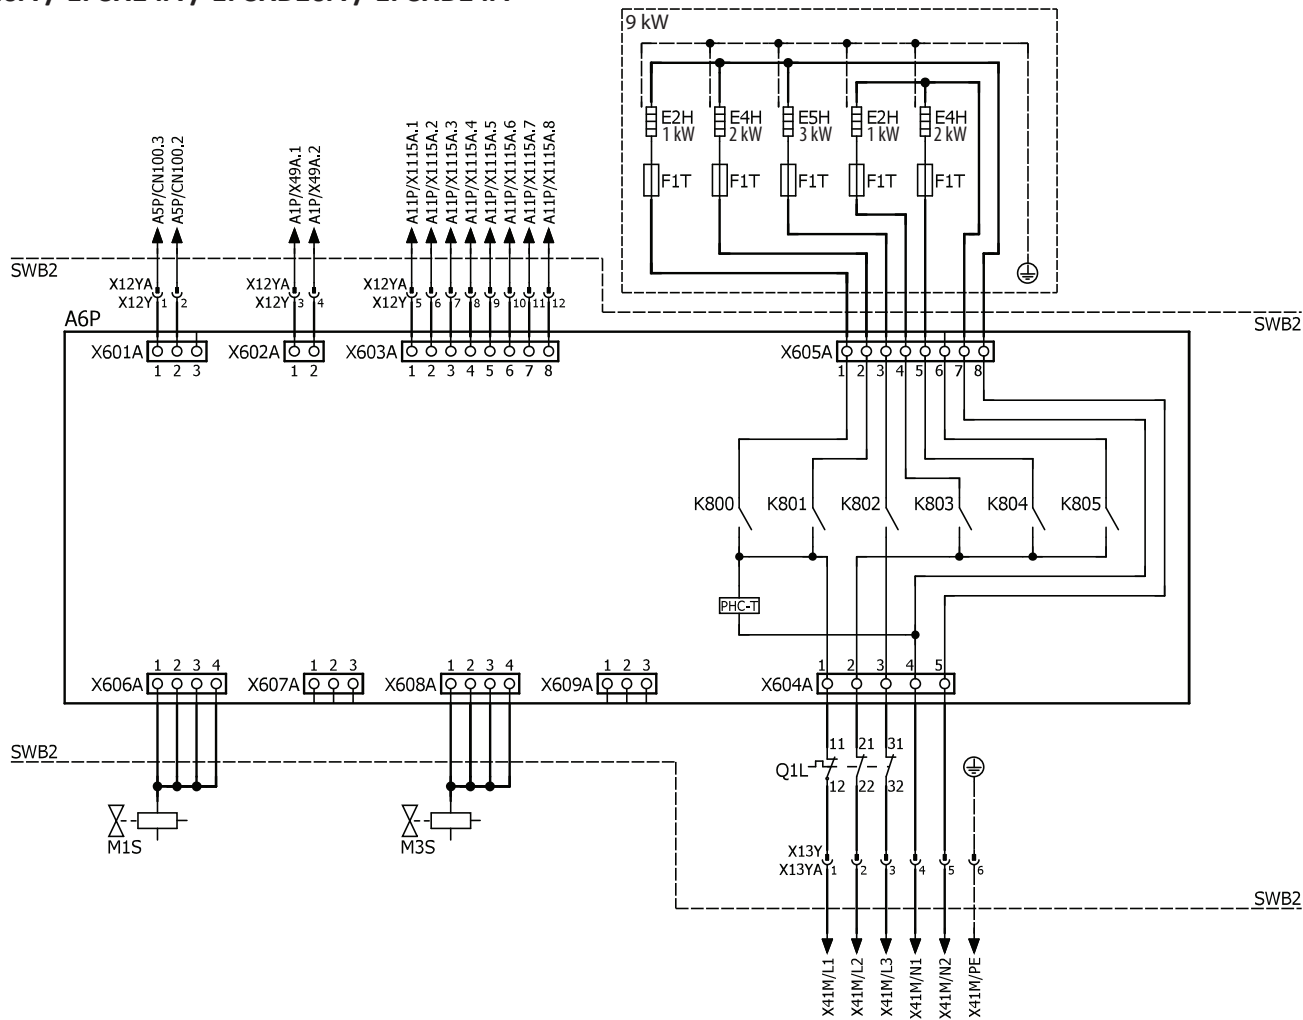 9 kW
E2H E4H E5H E2H E4H
1 kW 2 kW 3 kW 1 kW 2 kW
F1T F1T F1T F1T F1T
A5P/CN100.3
A5P/CN100.2
A1P/X49A.1
A1P/X49A.2
A11P/X1115A.1
A11P/X1115A.2
A11P/X1115A.3
A11P/X1115A.4
A11P/X1115A.5
A11P/X1115A.6
A11P/X1115A.7
A11P/X1115A.8
SWB2
X12YA X12YA X12YA
X12Y 1 2 X12Y 3 4 X12Y 5 6 7 8 9 10 11 12
A6P
SWB2
X601A X602A X603A X605A
1 2 3 1 2 1 2 3 4 5 6 7 8 1 2 3 4 5 6 7 8
K800 K801 K802 K803 K804 K805
PHC-T
1 2 3 4 1 2 3 1 2 3 4 1 2 3 1 2 3 4 5
X606A X607A X608A X609A X604A
SWB2
11 21 31
Q1L
12 22 32
M1S M3S
X13Y
X13YA 1 2 3 4 5 6
SWB2
X41M/L1
X41M/L2
X41M/L3
X41M/N1
X41M/N2
X41M/PE